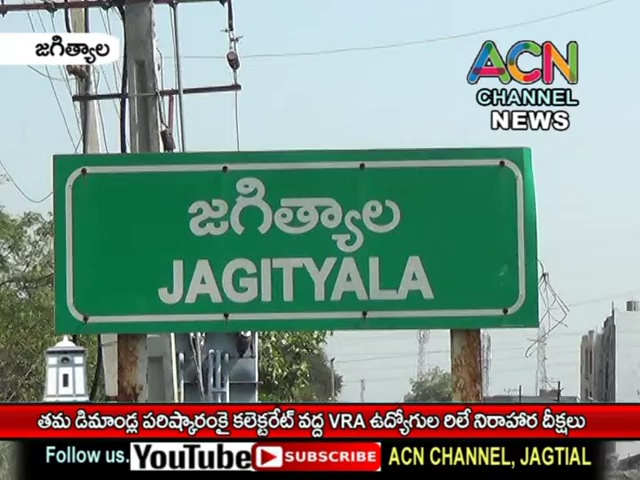 జగిత్యాల
ACN
CHANNEL
NEWS
జగిత్యాల
JAGITYALA
తమ డిమాండ్ల పరిష్కారంకై కలెక్టరేట్ వద్ద VRA ఉద్యోగుల రిలే నిరాహార దీక్షలు
Follow us. YouTube SUBSCRIBE ACN CHANNEL, JAGTIAL